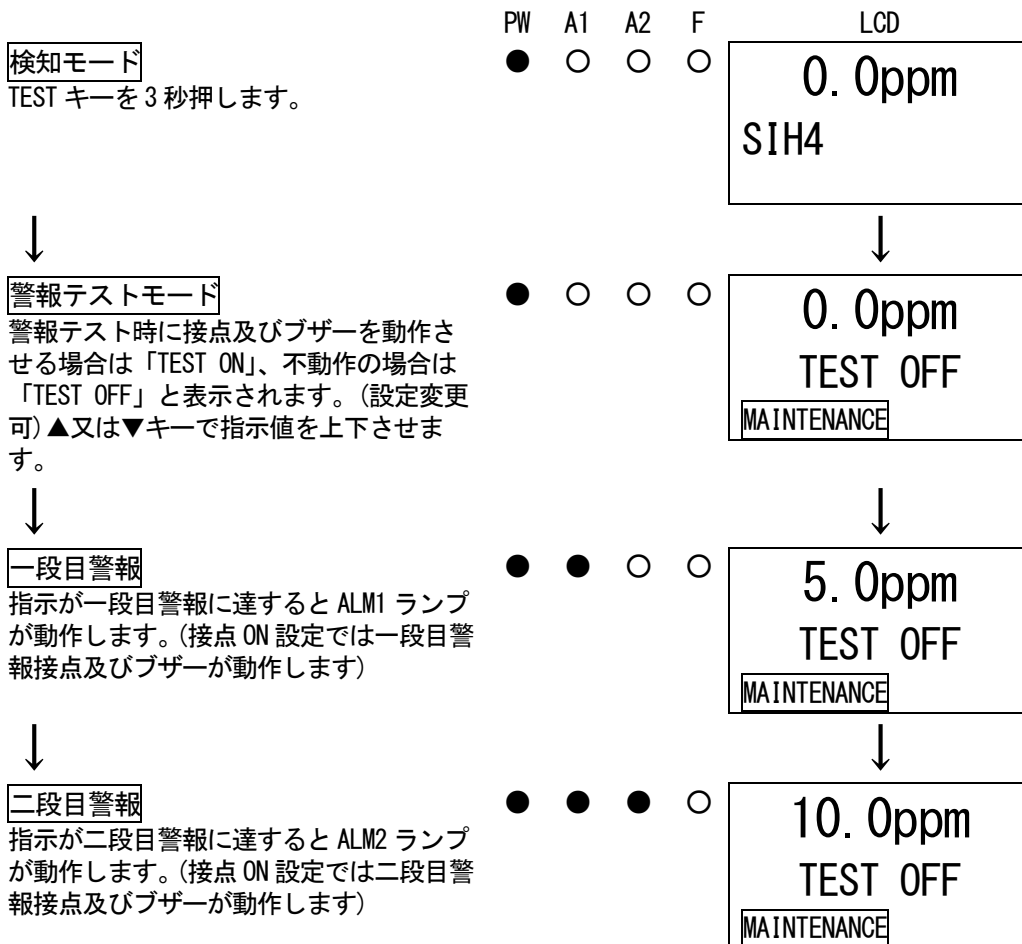 PW A1 A2 F LCD
検知モード ● ○ ○ ○ 0.0ppm
TEST キーを3秒押します。
SIH4
↓ ↓
警報テストモード ● ○ ○ ○ 0.0ppm
警報テスト時に接点及びブザーを動作さ
せる場合は「TEST ON」、不動作の場合は
「TEST OFF」と表示されます。(設定変更
可)▲又は▼キーで指示値を上下させま
す。
TEST OFF
MAINTENANCE
↓ ↓
一段目警報 ● ● ○ ○ 5.0ppm
指示が一段目警報に達すると ALM1 ランプ
が動作します。(接点 ON 設定では一段目警
報接点及びブザーが動作します)
TEST OFF
MAINTENANCE
↓ ↓
二段目警報 ● ● ● ○ 10.0ppm
指示が二段目警報に達すると ALM2 ランプ
が動作します。(接点 ON 設定では二段目警
報接点及びブザーが動作します)
TEST OFF
MAINTENANCE